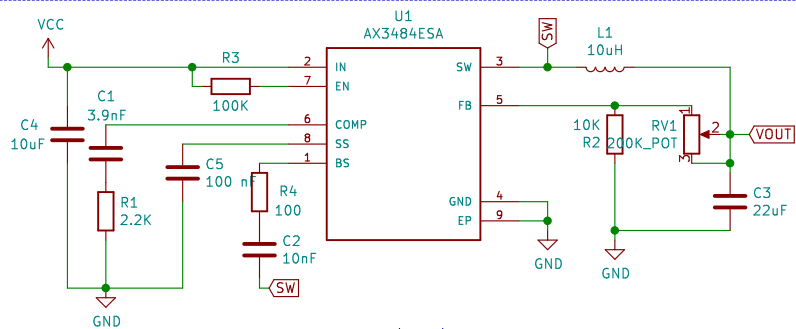 U1
AX3484ESA
VCC
SW
L1
10uH
R3
100K
2
IN
7
EN
6
COMP
8
SS
1
BS
SW
3
FB
5
GND
4
EP
9
C1
3.9nF
C4
10uF
C5
100 nF
R1
2.2K
R4
100
C2
10nF
SW
GND
GND
10K
R2
RV1
200K_POT
1
2
3
VOUT
C3
22uF
GND